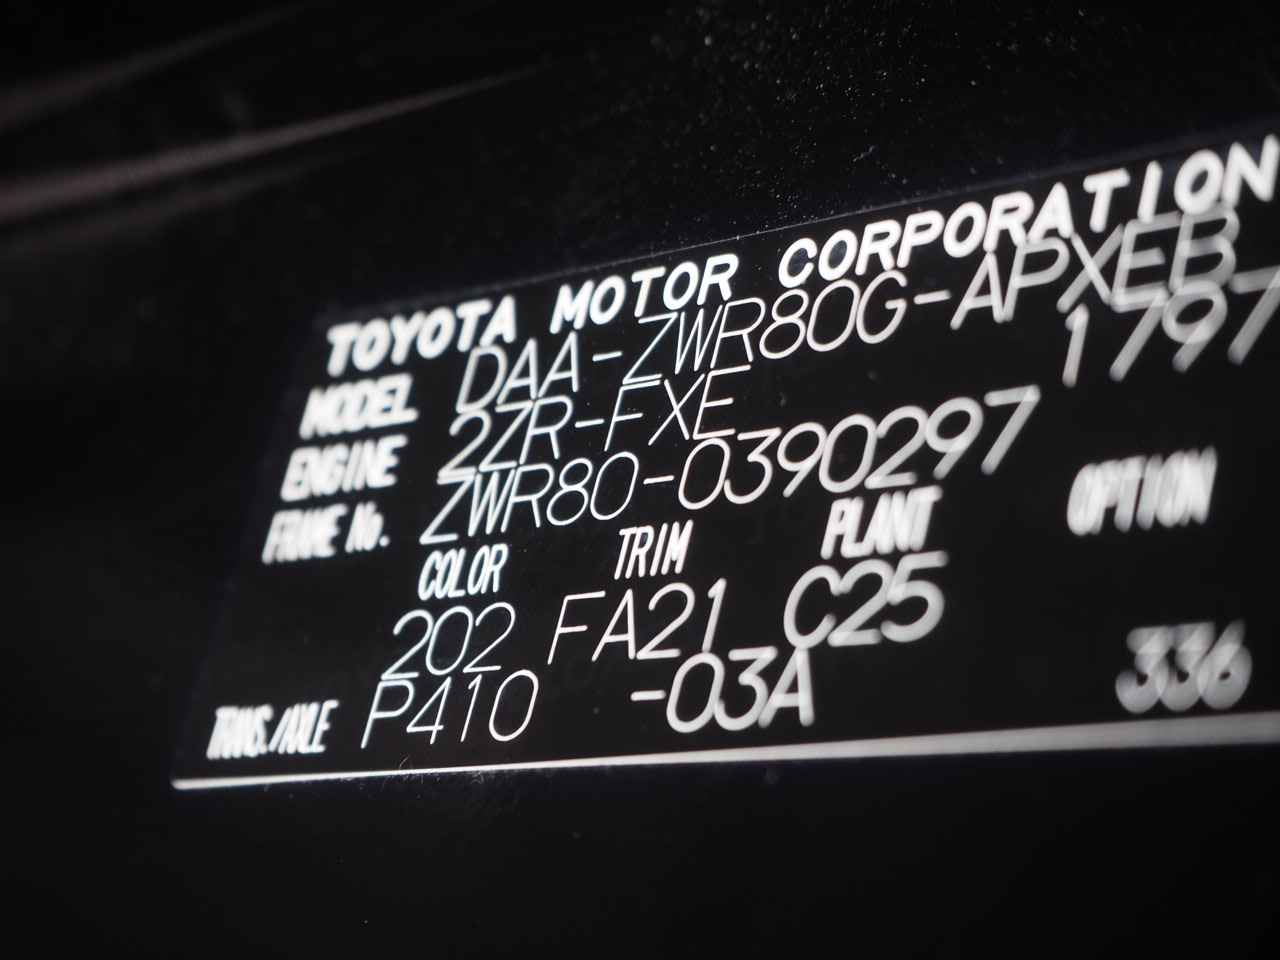 TOYOTA MOTOR CORPORATION
MODEL DAA-ZWR80G-APXEB
ENGINE 2ZR-FXE 1797
FRAME No. ZWR80-0390297
COLOR TRIM PLANT OPTION
202 FA21 C25
TRANS./AXLE P410 -03A 336